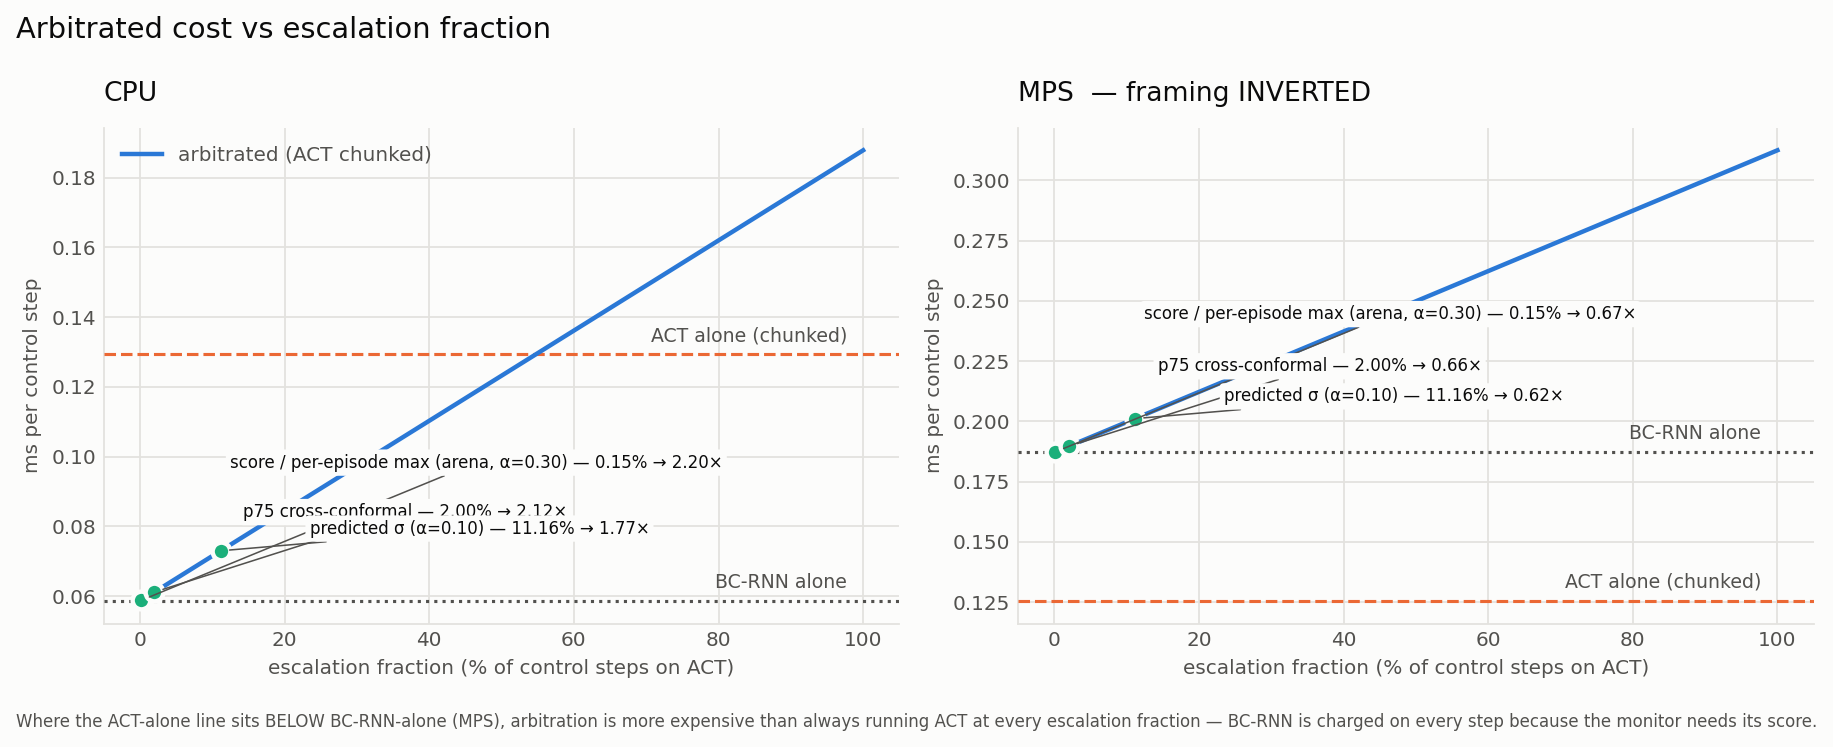 Arbitrated cost vs escalation fraction
CPU
arbitrated (ACT chunked)
0.18
0.16
0.14
0.12
0.10
0.08
0.06
ms per control step
ACT alone (chunked)
score / per-episode max (arena, α=0.30) — 0.15% → 2.20×
p75 cross-conformal — 2.00% → 2.12×
predicted σ (α=0.10) — 11.16% → 1.77×
BC-RNN alone
0 20 40 60 80 100
escalation fraction (% of control steps on ACT)
MPS — framing INVERTED
0.300
0.275
0.250
0.225
0.200
0.175
0.150
0.125
ms per control step
score / per-episode max (arena, α=0.30) — 0.15% → 0.67×
p75 cross-conformal — 2.00% → 0.66×
predicted σ (α=0.10) — 11.16% → 0.62×
BC-RNN alone
ACT alone (chunked)
0 20 40 60 80 100
escalation fraction (% of control steps on ACT)
Where the ACT-alone line sits BELOW BC-RNN-alone (MPS), arbitration is more expensive than always running ACT at every escalation fraction — BC-RNN is charged on every step because the monitor needs its score.